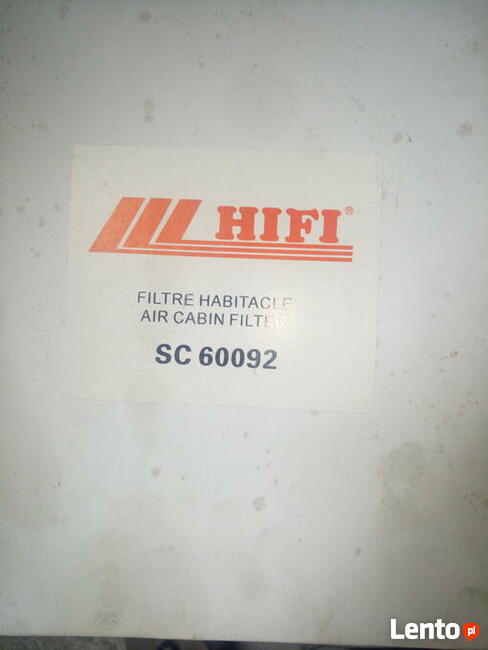 HIFI®
FILTRE HABITACLE
AIR CABIN FILTER
SC 60092
Lento.pl